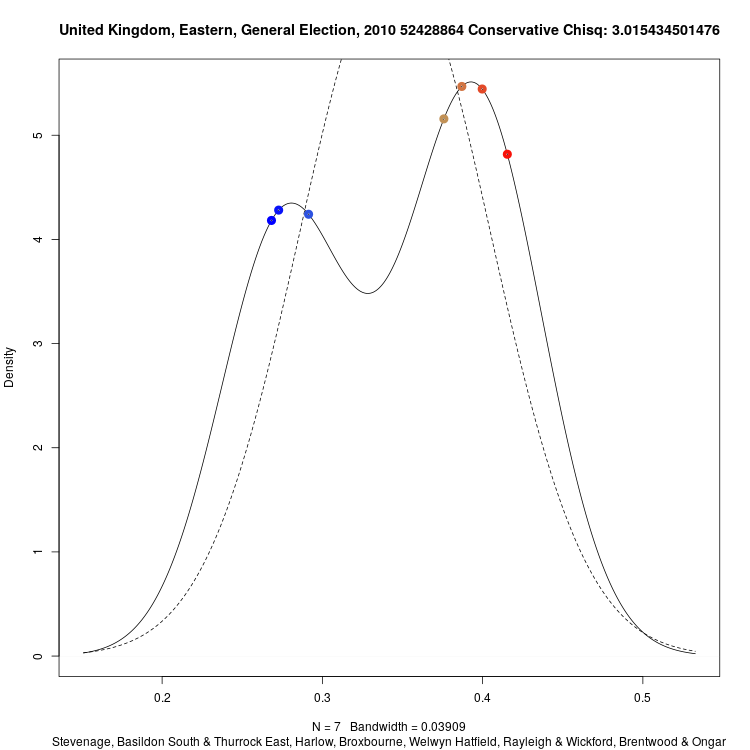 United Kingdom, Eastern, General Election, 2010 52428864 Conservative Chisq: 3.015434501476
Density
5
4
3
2
1
0
0.2 0.3 0.4 0.5
N = 7 Bandwidth = 0.03909
Stevenage, Basildon South & Thurrock East, Harlow, Broxbourne, Welwyn Hatfield, Rayleigh & Wickford, Brentwood & Ongar